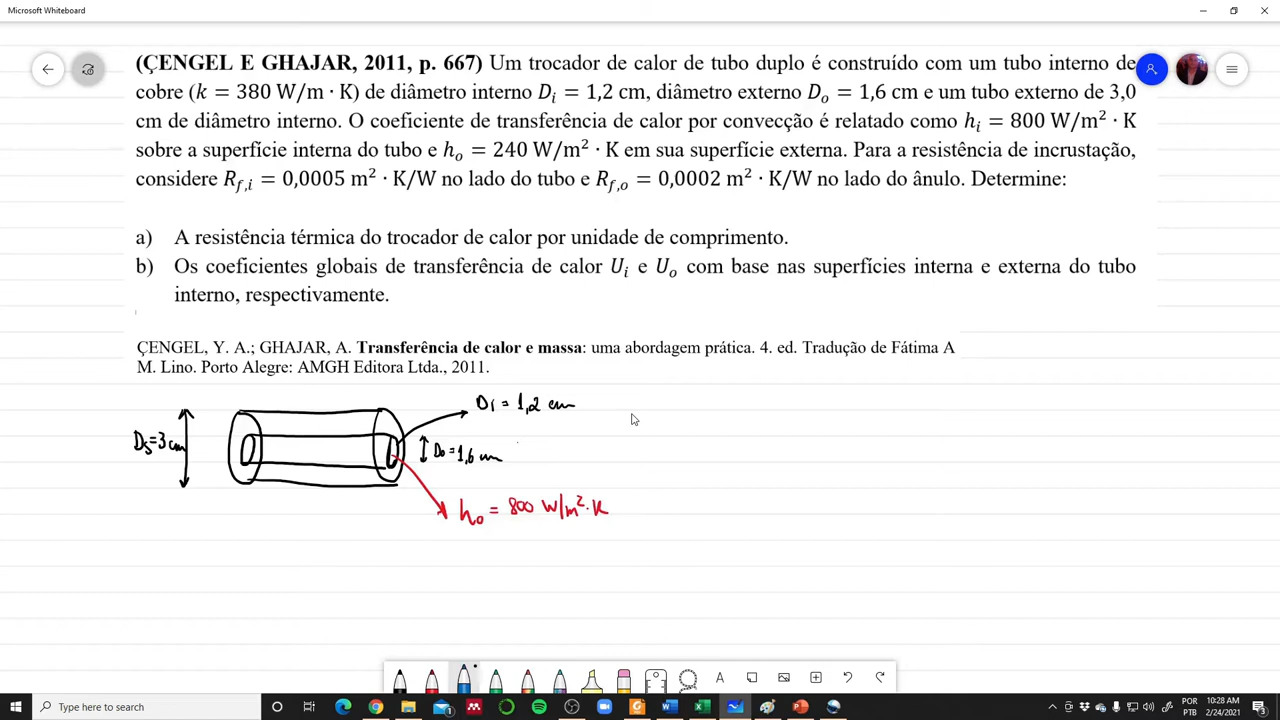 Microsoft Whiteboard
(ÇENGEL E GHAJAR, 2011, p. 667) Um trocador de calor de tubo duplo é construído com um tubo interno de
cobre (k = 380 W/m · K) de diâmetro interno Di = 1,2 cm, diâmetro externo Do = 1,6 cm e um tubo externo de 3,0
cm de diâmetro interno. O coeficiente de transferência de calor por convecção é relatado como hi = 800 W/m² · K
sobre a superfície interna do tubo e ho = 240 W/m² · K em sua superfície externa. Para a resistência de incrustação,
considere Rf,i = 0,0005 m² · K/W no lado do tubo e Rf,o = 0,0002 m² · K/W no lado do ânulo. Determine:
a) A resistência térmica do trocador de calor por unidade de comprimento.
b) Os coeficientes globais de transferência de calor Ui e Uo com base nas superfícies interna e externa do tubo
interno, respectivamente.
ÇENGEL, Y. A.; GHAJAR, A. Transferência de calor e massa: uma abordagem prática. 4. ed. Tradução de Fátima A
M. Lino. Porto Alegre: AMGH Editora Ltda., 2011.
Di = 1,2 cm
Ds=3 cm
Do =1,6 cm
ho = 800 W/m²·K
Type here to search
POR
PTB
10:28 AM
2/24/2021